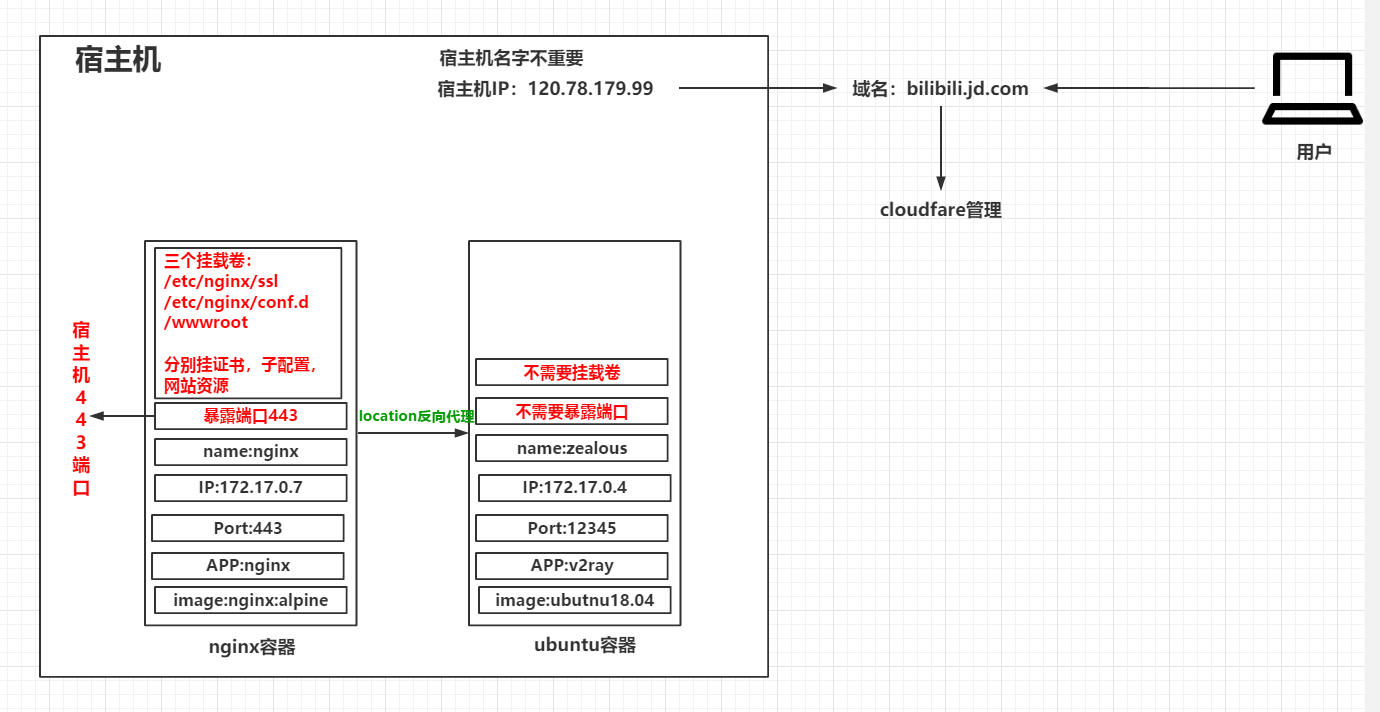 宿主机
宿主机名字不重要
宿主机IP：120.78.179.99
域名：bilibili.jd.com
用户
cloudfare管理
三个挂载卷：
/etc/nginx/ssl
/etc/nginx/conf.d
/wwwroot
分别挂证书，子配置，
网站资源
宿
主
机
4
4
3
端
口
暴露端口443
name:nginx
IP:172.17.0.7
Port:443
APP:nginx
image:nginx:alpine
nginx容器
location反向代理
不需要挂载卷
不需要暴露端口
name:zealous
IP:172.17.0.4
Port:12345
APP:v2ray
image:ubutnu18.04
ubuntu容器